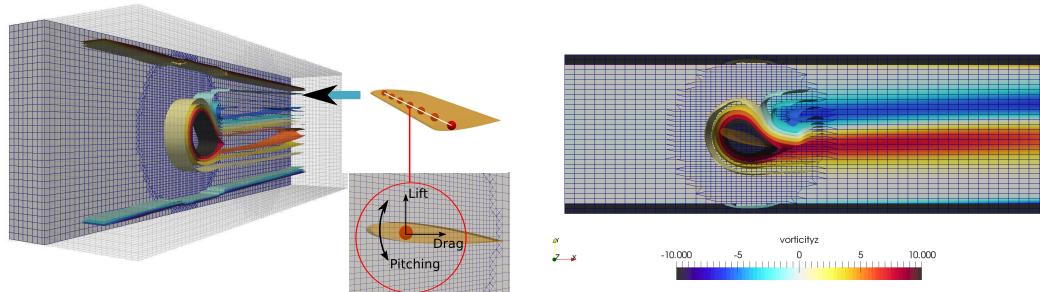 Lift
Drag
Pitching
Y
Z
X
vorticityz
-10.000 -5 0 5 10.000